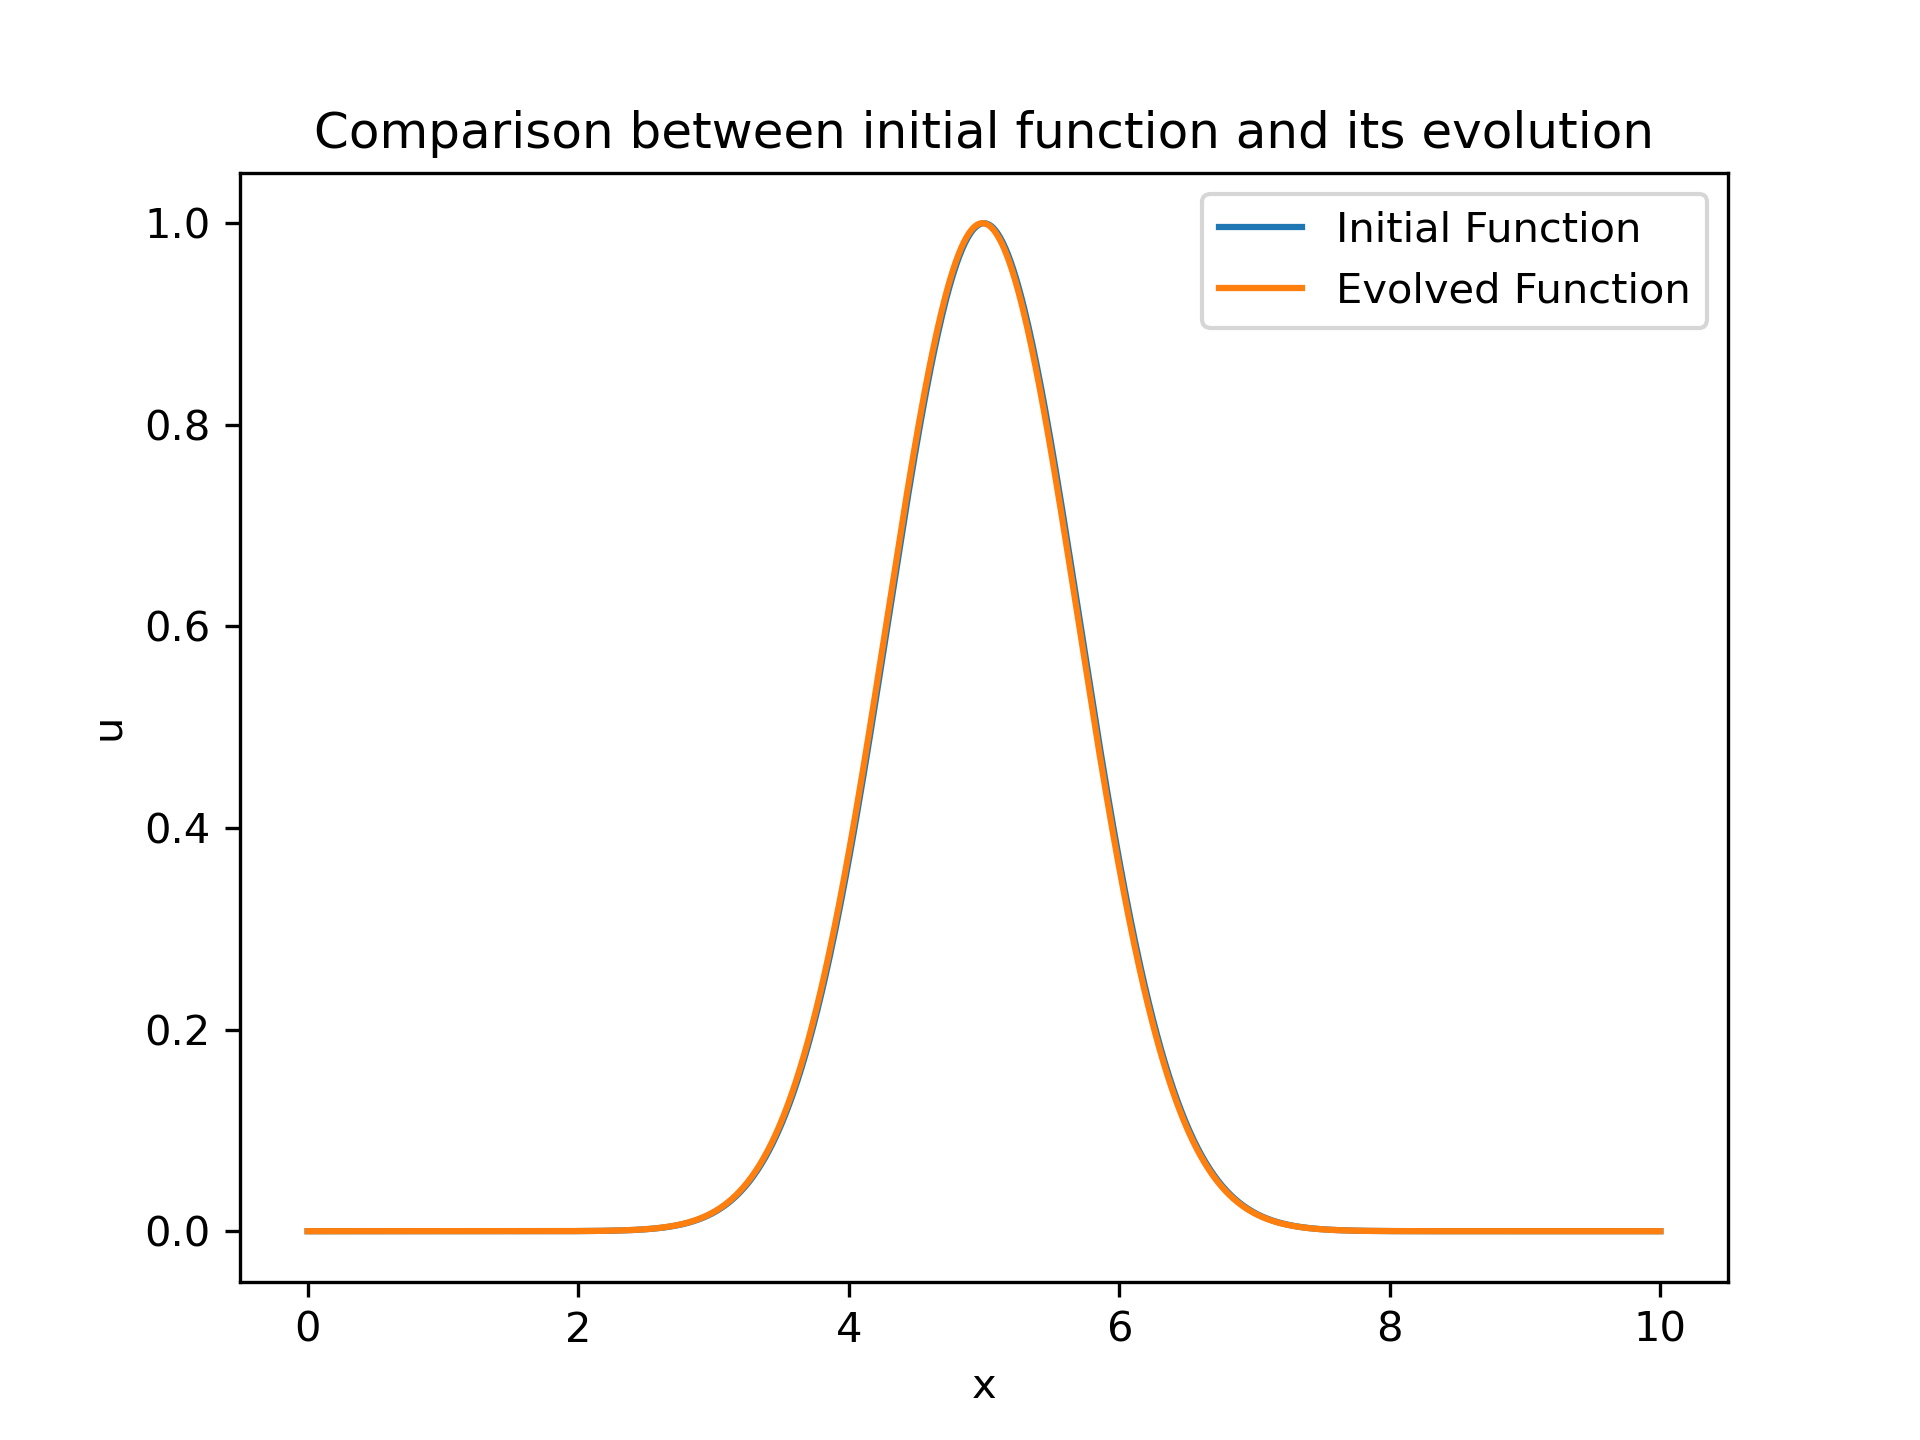 Comparison between initial function and its evolution
Initial Function
Evolved Function
1.0
0.8
0.6
0.4
0.2
0.0
u
0 2 4 6 8 10
x